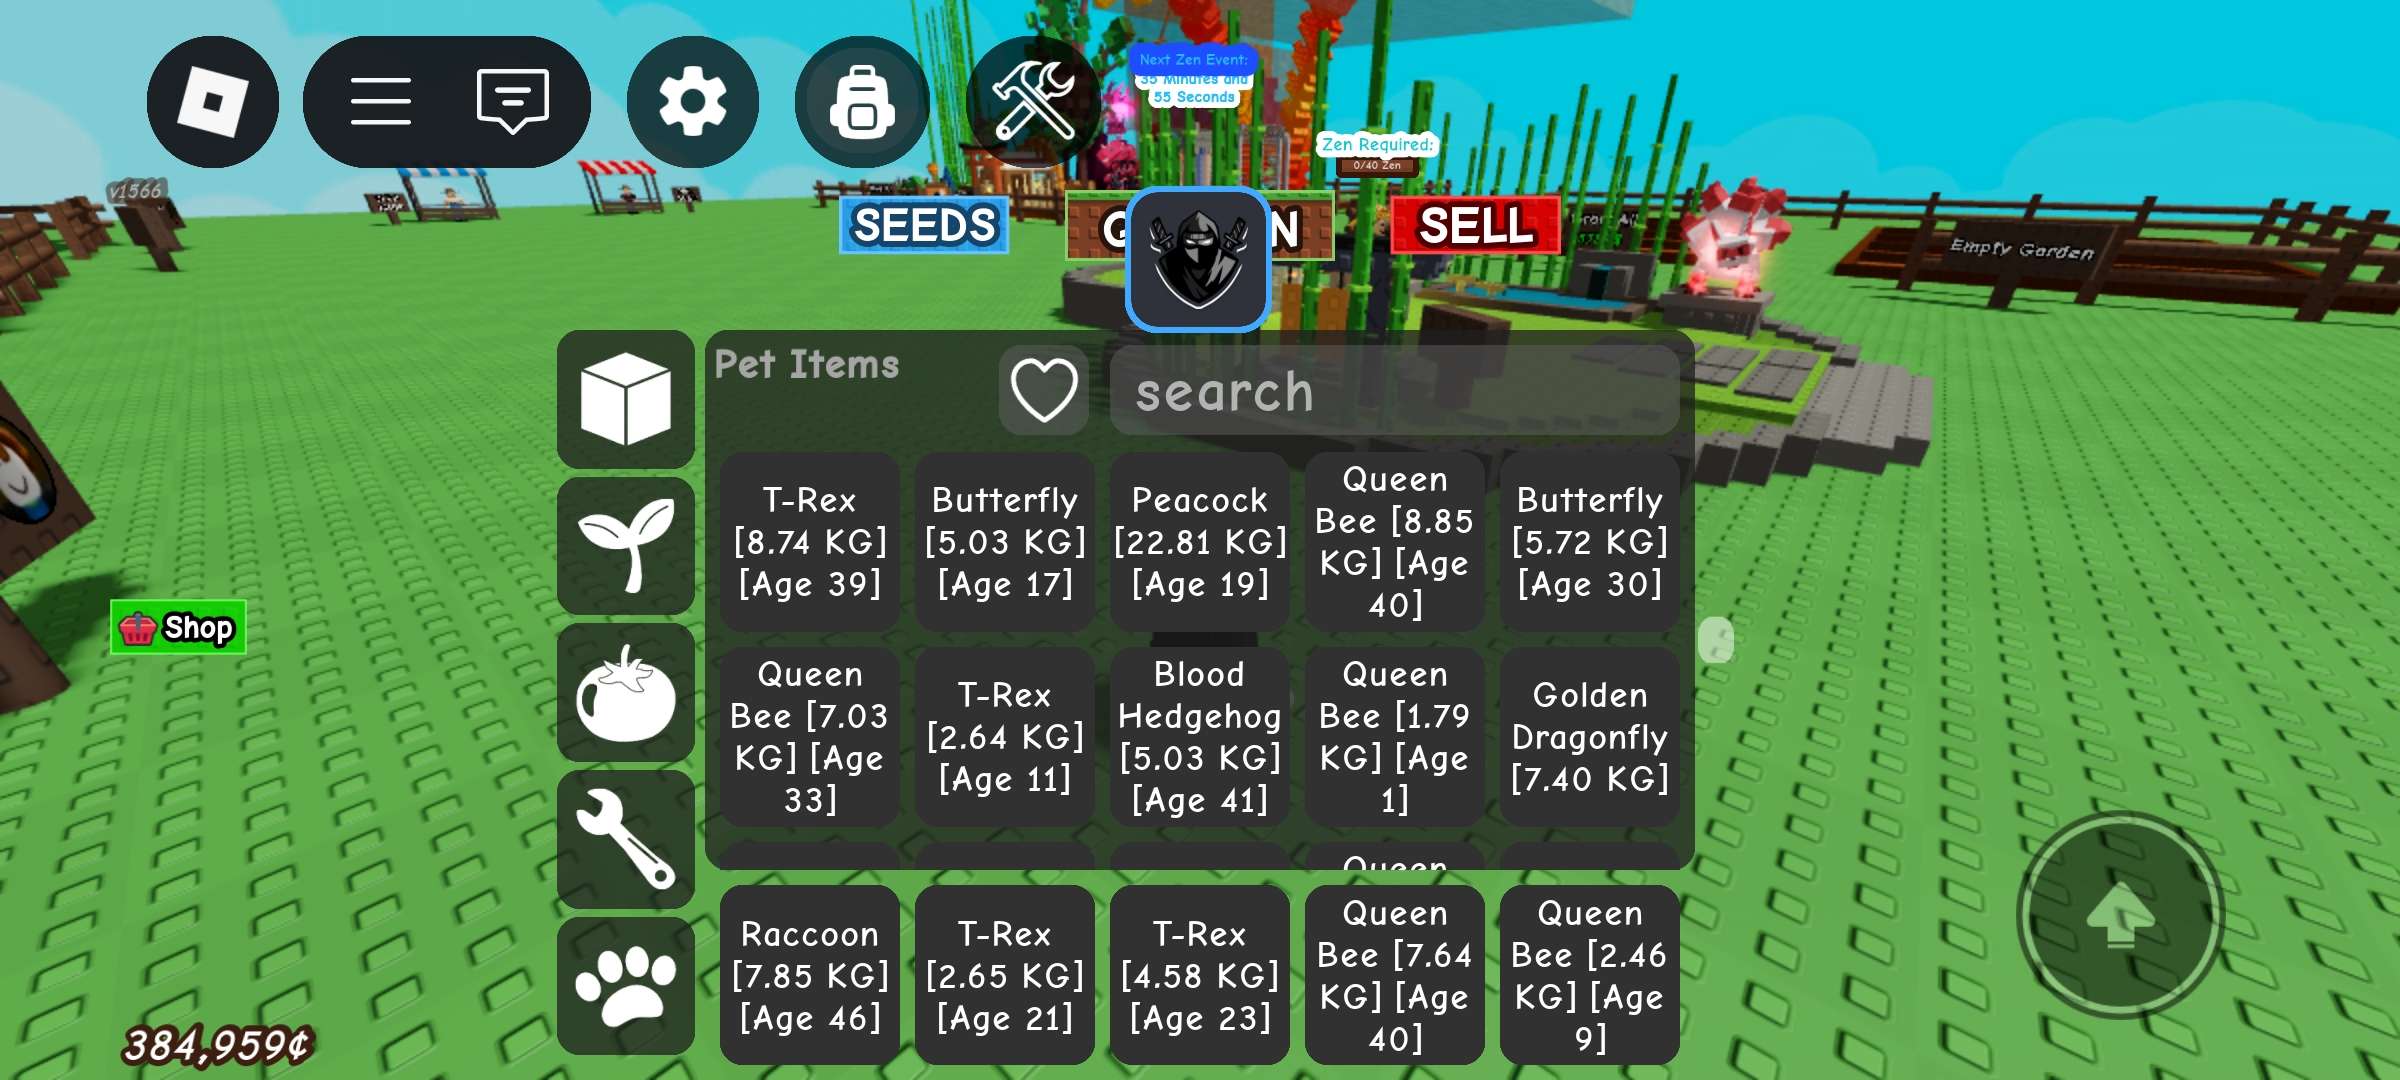 Next Zen Event:
35 Minutes and
55 Seconds
Zen Required:
0/40 Zen
v1566
SEEDS
G
N
SELL
Empty Garden
Pet Items
search
T-Rex
[8.74 KG]
[Age 39]
Butterfly
[5.03 KG]
[Age 17]
Peacock
[22.81 KG]
[Age 19]
Queen
Bee [8.85
KG] [Age
40]
Butterfly
[5.72 KG]
[Age 30]
Queen
Bee [7.03
KG] [Age
33]
T-Rex
[2.64 KG]
[Age 11]
Blood
Hedgehog
[5.03 KG]
[Age 41]
Queen
Bee [1.79
KG] [Age
1]
Golden
Dragonfly
[7.40 KG]
Queen
Shop
Raccoon
[7.85 KG]
[Age 46]
T-Rex
[2.65 KG]
[Age 21]
T-Rex
[4.58 KG]
[Age 23]
Queen
Bee [7.64
KG] [Age
40]
Queen
Bee [2.46
KG] [Age
9]
384,959¢